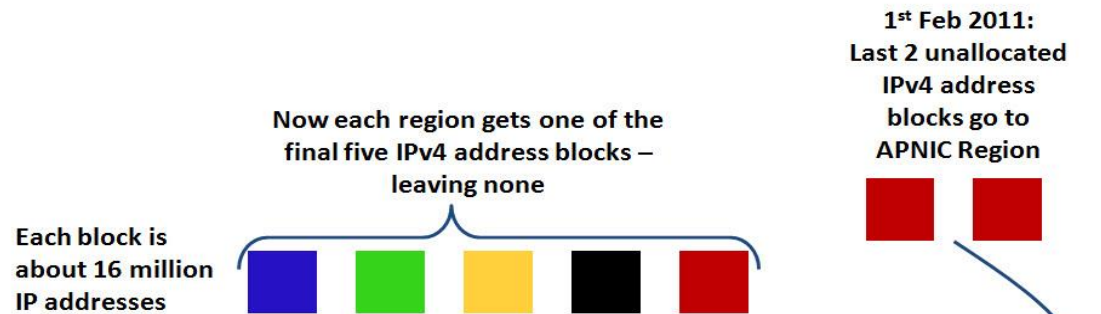 1st Feb 2011:
Last 2 unallocated
IPv4 address
blocks go to
APNIC Region
Now each region gets one of the
final five IPv4 address blocks –
leaving none
Each block is
about 16 million
IP addresses